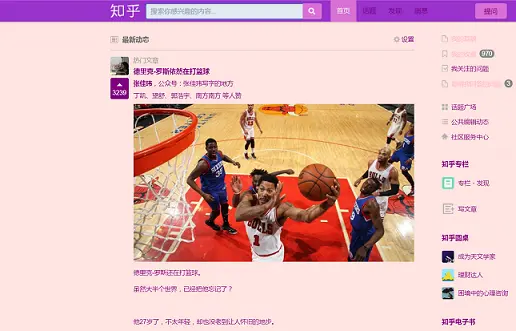 知乎
搜索你感兴趣的内容...
首页
话题
发现
消息
提问
最新动态
设置
热门文章
德里克·罗斯依然在打篮球
3239
张佳玮，公众号：张佳玮写字的地方
丁凯、望舒、郭浩宇、南方南方 等人赞
BULLS
1
德里克·罗斯还在打篮球。
虽然大半个世界，已经把他忘记了？
他27岁了，不太年轻，却也没老到让人怀旧的地步。
970
我关注的问题
3
话题广场
公共编辑动态
社区服务中心
知乎专栏
专栏·发现
写文章
知乎圆桌
成为天文学家
理财达人
困境中的心理咨询
知乎电子书